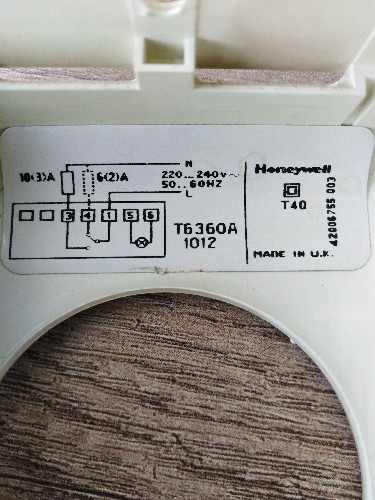 N
10(3)A 6(2)A 220...240V~
50..60HZ
L
3 4 1 5 6
T6360A
1012
Honeywell
T40
MADE IN U.K.
42006755 003